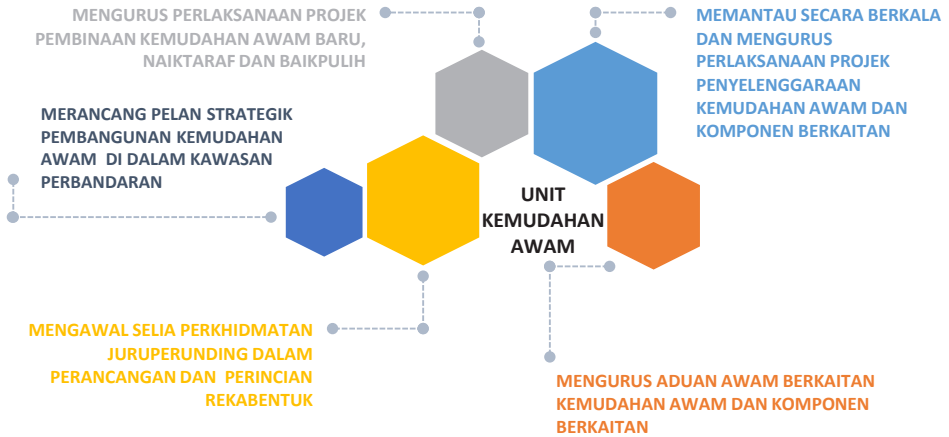 MENGURUS PERLAKSANAAN PROJEK
PEMBINAAN KEMUDAHAN AWAM BARU,
NAIKTARAF DAN BAIKPULIH
MEMANTAU SECARA BERKALA
DAN MENGURUS
PERLAKSANAAN PROJEK
PENYELENGGARAAN
KEMUDAHAN AWAM DAN
KOMPONEN BERKAITAN
MERANCANG PELAN STRATEGIK
PEMBANGUNAN KEMUDAHAN
AWAM DI DALAM KAWASAN
PERBANDARAN
UNIT
KEMUDAHAN
AWAM
MENGAWAL SELIA PERKHIDMATAN
JURUPERUNDING DALAM
PERANCANGAN DAN PERINCIAN
REKABENTUK
MENGURUS ADUAN AWAM BERKAITAN
KEMUDAHAN AWAM DAN KOMPONEN
BERKAITAN